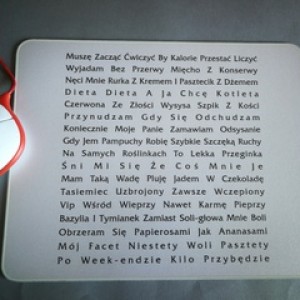 Muszę Zacząć Ćwiczyć By Kalorie Przestać Liczyć
Wyjadam Bez Przerwy Mięcho Z Konserwy
Nęci Mnie Rurka Z Kremem I Pasztecik Z Dżemem
Dieta Dieta A Ja Chcę Kotleta
Czerwona Ze Złości Wysysa Szpik Z Kości
Przynudzam Gdy Się Odchudzam
Koniecznie Moje Panie Zamawiam Odsysanie
Gdy Jem Pampuchy Robię Szybkie Szczęką Ruchy
Na Samych Roślinkach To Lekka Przeginka
Śni Mi Się Że Coś Mnie Je
Mam Taką Wadę Pluję Jadem W Czekoladę
Tasiemiec Uzbrojony Zawsze Wczepiony
Vip Wśród Wieprzy Nawet Karmę Pieprzy
Bazylia I Tymianek Zamiast Soli-głowa Mnie Boli
Obrzeram Się Papierosami Jak Ananasami
Mój Facet Niestety Woli Pasztety
Po Week-endzie Kilo Przybędzie